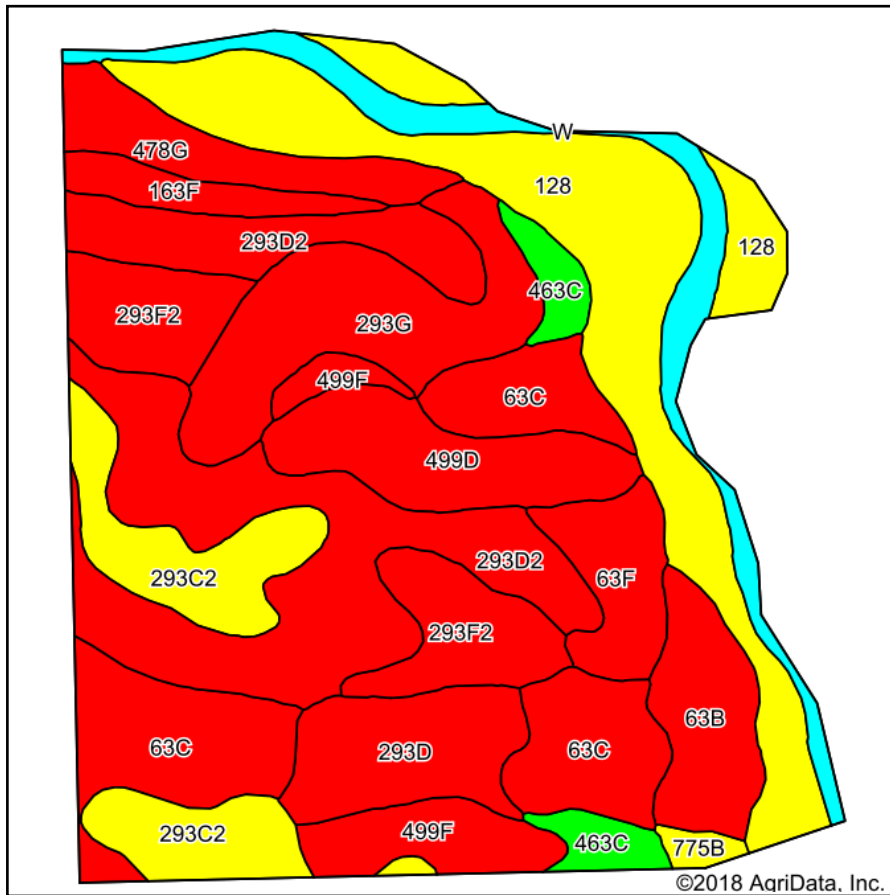 W
478G
128
163F
293D2
128
463C
293F2
293G
499F
63C
499D
293D2
293C2
63F
293F2
63B
63C
293D
63C
293C2
499F
463C
775B
©2018 AgriData, Inc.